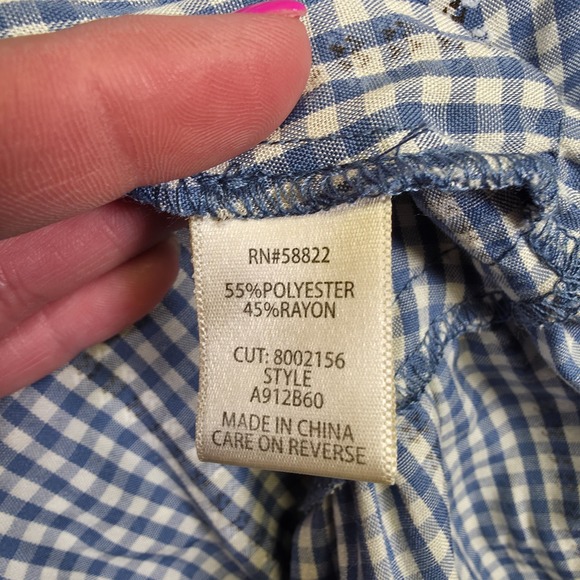 RN#58822
55%POLYESTER
45%RAYON
CUT: 8002156
STYLE
A912B60
MADE IN CHINA
CARE ON REVERSE